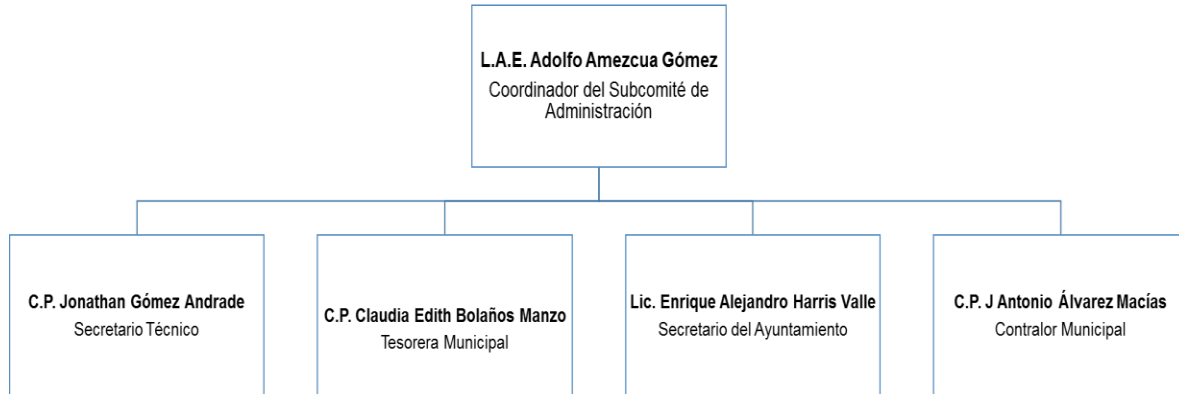 L.A.E. Adolfo Amezcua Gómez
Coordinador del Subcomité de
Administración
C.P. Jonathan Gómez Andrade
Secretario Técnico
C.P. Claudia Edith Bolaños Manzo
Tesorera Municipal
Lic. Enrique Alejandro Harris Valle
Secretario del Ayuntamiento
C.P. J Antonio Álvarez Macías
Contralor Municipal